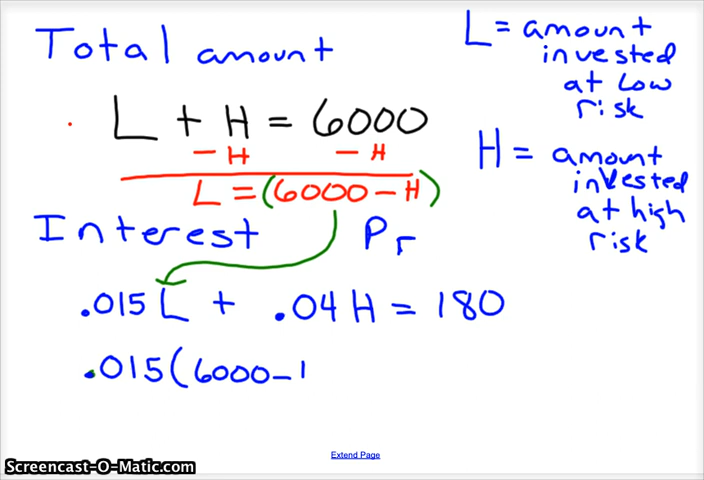 Total amount
L + H = 6000
- H - H
L = (6000 - H)
Interest Pr
.015 L + .04 H = 180
.015 (6000 - 1
L = amount
invested
at low
risk
H = amount
invested
at high
risk
Extend Page
Screencast-O-Matic.com